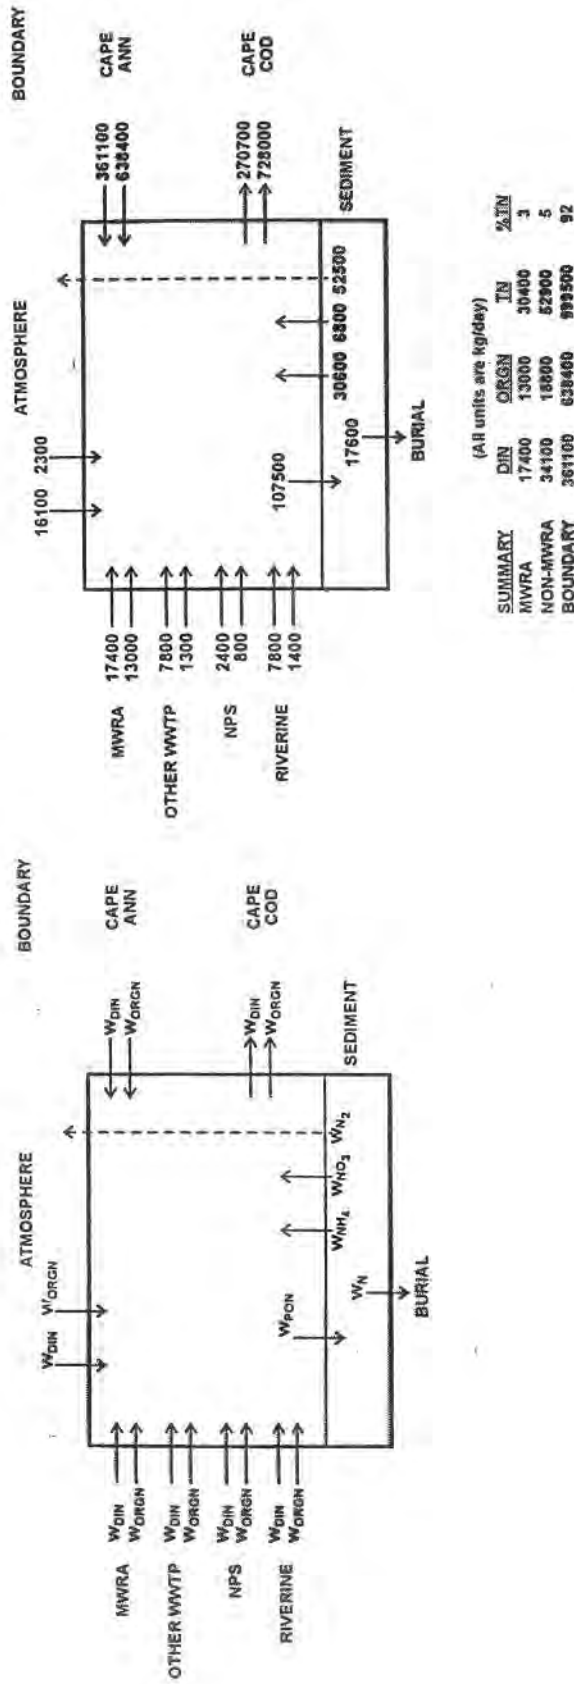 BOUNDARY
ATMOSPHERE
W_DIN W_ORGN
MWRA
W_DIN
W_ORGN
OTHER WWTP
W_DIN
W_ORGN
NPS
W_DIN
W_ORGN
RIVERINE
W_DIN
W_ORGN
W_DIN
W_ORGN
CAPE
ANN
W_DIN
W_ORGN
CAPE
COD
W_PON
W_NH4
W_NO3
W_N2
SEDIMENT
W_N
BURIAL
BOUNDARY
ATMOSPHERE
16100 2300
MWRA
17400
13000
OTHER WWTP
7800
1300
NPS
2400
800
RIVERINE
7800
1400
361100
638400
CAPE
ANN
270700
728000
CAPE
COD
107500
30600 6800 52500
SEDIMENT
17600
BURIAL
(All units are kg/day)
SUMMARY DIN ORGN TN %TN
MWRA 17400 13000 30400 3
NON-MWRA 34100 18800 52900 5
BOUNDARY 361100 638400 999500 92